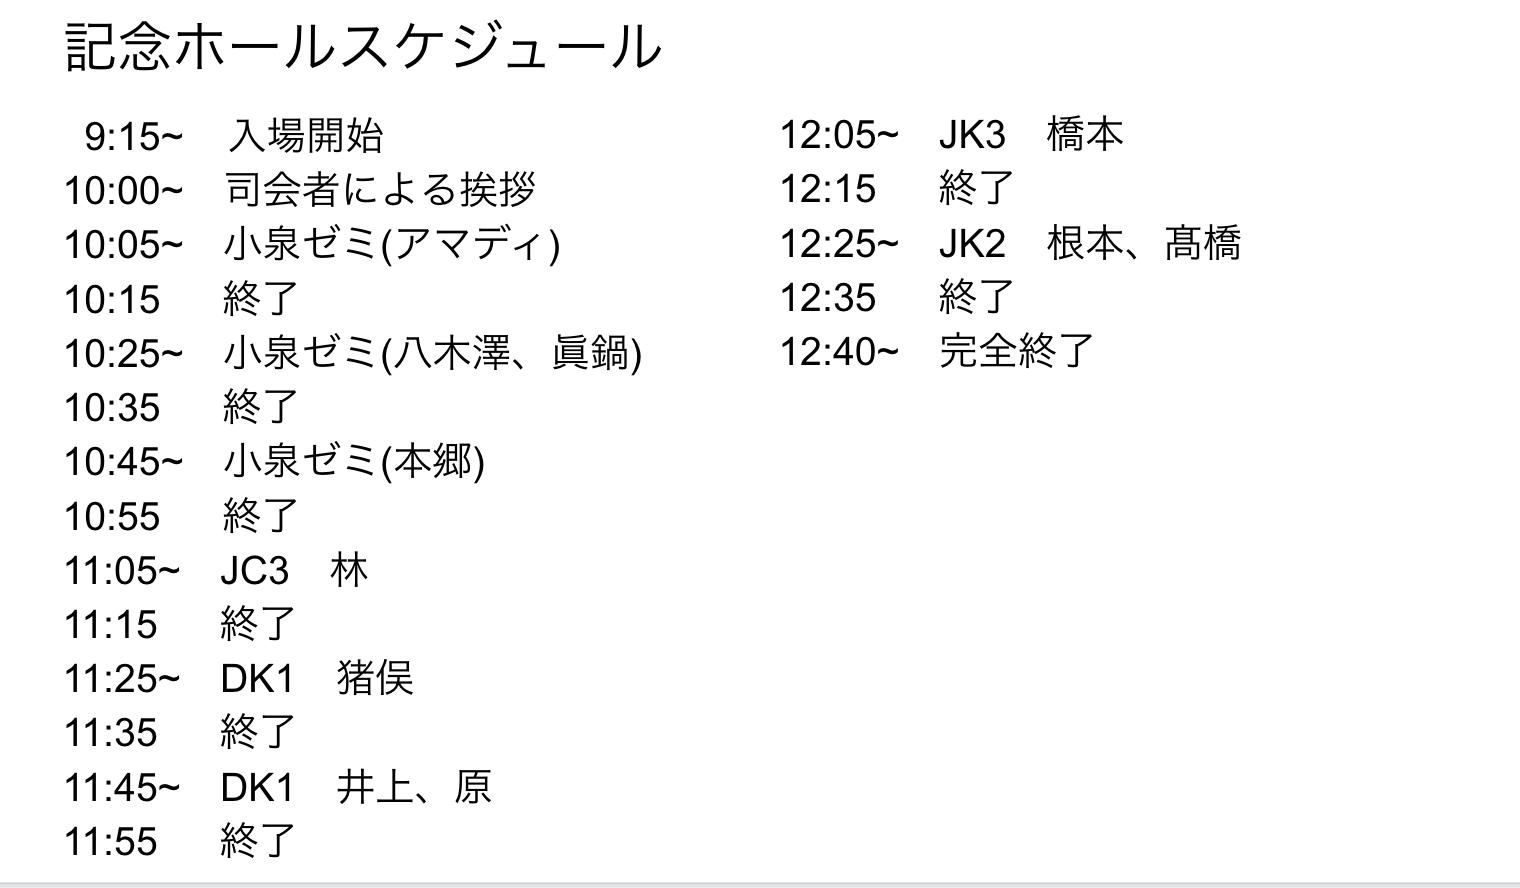 記念ホールスケジュール
9:15~ 入場開始
10:00~ 司会者による挨拶
10:05~ 小泉ゼミ(アマディ)
10:15 終了
10:25~ 小泉ゼミ(八木澤、眞鍋)
10:35 終了
10:45~ 小泉ゼミ(本郷)
10:55 終了
11:05~ JC3 林
11:15 終了
11:25~ DK1 猪俣
11:35 終了
11:45~ DK1 井上、原
11:55 終了
12:05~ JK3 橋本
12:15 終了
12:25~ JK2 根本、髙橋
12:35 終了
12:40~ 完全終了